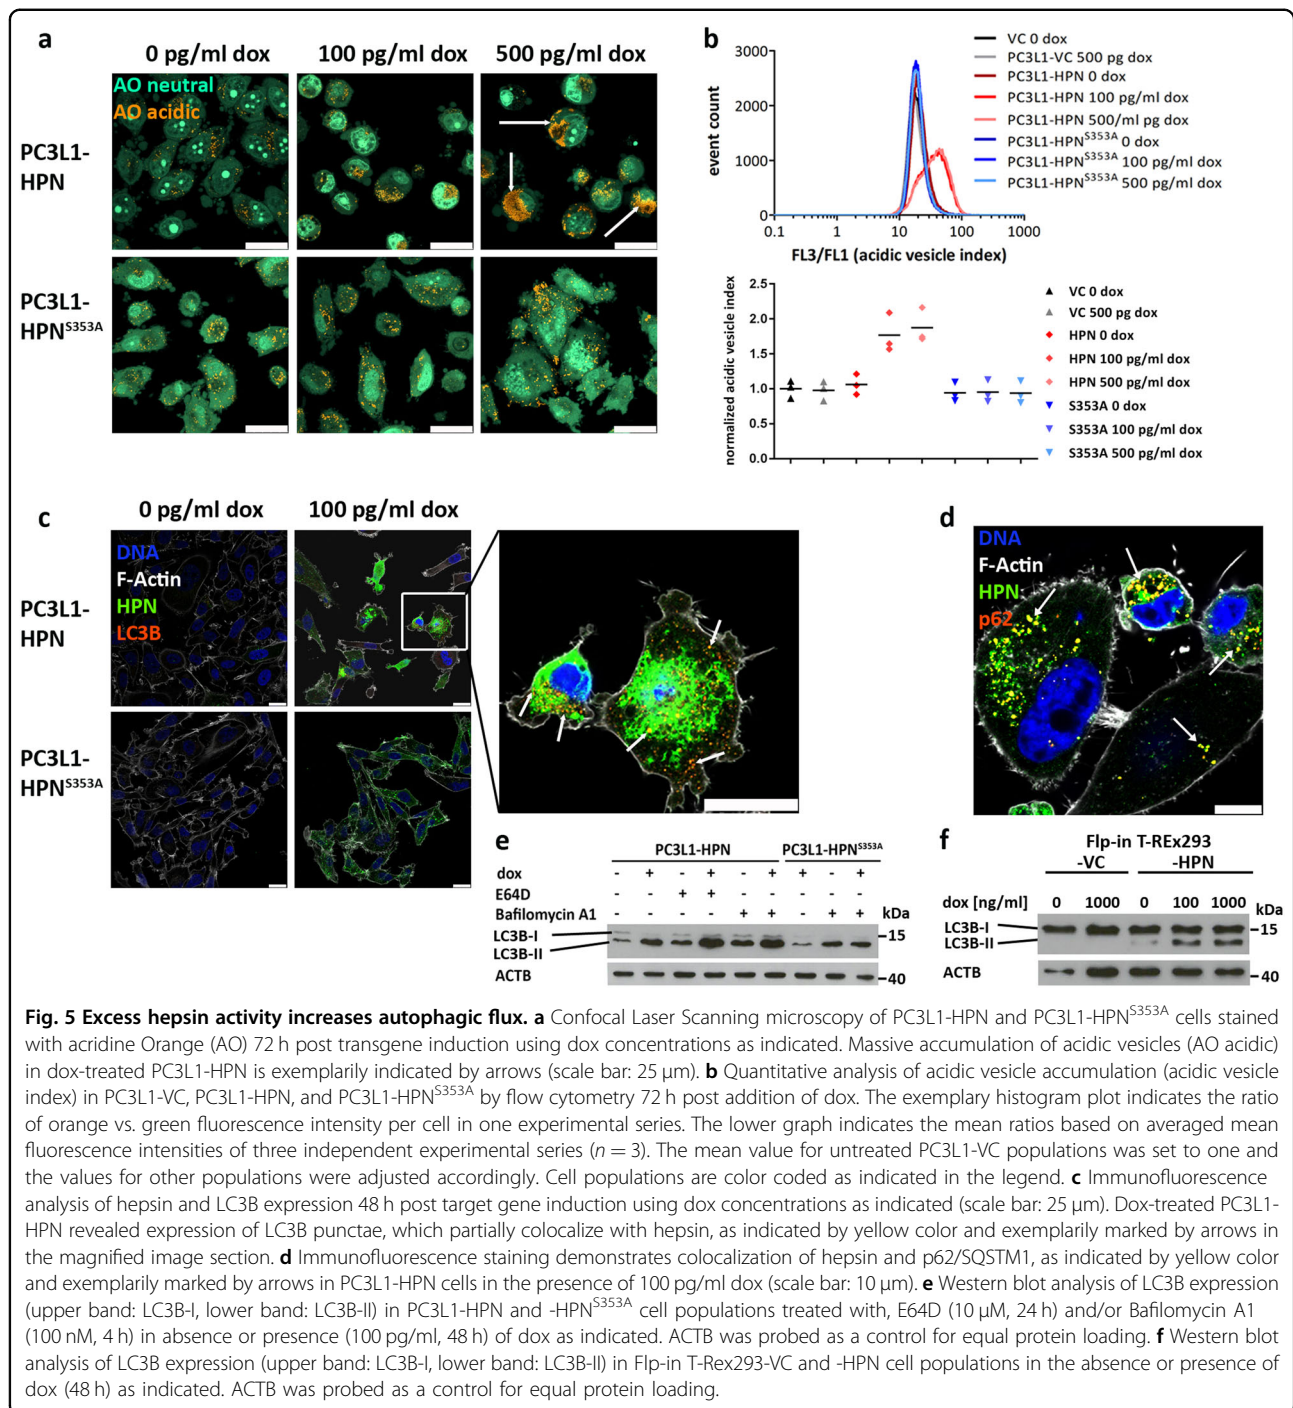 a
0 pg/ml dox
100 pg/ml dox
500 pg/ml dox
AO neutral
AO acidic
PC3L1-
HPN
PC3L1-
HPN^S353A
b
event count
3000
2000
1000
0
0.1 1 10 100 1000
FL3/FL1 (acidic vesicle index)
VC 0 dox
PC3L1-VC 500 pg dox
PC3L1-HPN 0 dox
PC3L1-HPN 100 pg/ml dox
PC3L1-HPN 500/ml pg dox
PC3L1-HPN^S353A 0 dox
PC3L1-HPN^S353A 100 pg/ml dox
PC3L1-HPN^S353A 500 pg/ml dox
normalized acidic vesicle index
2.5
2.0
1.5
1.0
0.5
0.0
VC 0 dox
VC 500 pg dox
HPN 0 dox
HPN 100 pg/ml dox
HPN 500 pg/ml dox
S353A 0 dox
S353A 100 pg/ml dox
S353A 500 pg/ml dox
c
0 pg/ml dox
100 pg/ml dox
DNA
F-Actin
HPN
LC3B
PC3L1-
HPN
PC3L1-
HPN^S353A
d
DNA
F-Actin
HPN
p62
e
PC3L1-HPN PC3L1-HPN^S353A
dox - + - + - + + - +
E64D - - + + - - - - -
Bafilomycin A1 - - - - + + - + + kDa
LC3B-I
LC3B-II
15
ACTB
40
f
Flp-in T-REx293
-VC -HPN
dox [ng/ml] 0 1000 0 100 1000 kDa
LC3B-I
LC3B-II
15
ACTB
40
Fig. 5 Excess hepsin activity increases autophagic flux. a Confocal Laser Scanning microscopy of PC3L1-HPN and PC3L1-HPN^S353A cells stained
with acridine Orange (AO) 72 h post transgene induction using dox concentrations as indicated. Massive accumulation of acidic vesicles (AO acidic)
in dox-treated PC3L1-HPN is exemplarily indicated by arrows (scale bar: 25 µm). b Quantitative analysis of acidic vesicle accumulation (acidic vesicle
index) in PC3L1-VC, PC3L1-HPN, and PC3L1-HPN^S353A by flow cytometry 72 h post addition of dox. The exemplary histogram plot indicates the ratio
of orange vs. green fluorescence intensity per cell in one experimental series. The lower graph indicates the mean ratios based on averaged mean
fluorescence intensities of three independent experimental series (n = 3). The mean value for untreated PC3L1-VC populations was set to one and
the values for other populations were adjusted accordingly. Cell populations are color coded as indicated in the legend. c Immunofluorescence
analysis of hepsin and LC3B expression 48 h post target gene induction using dox concentrations as indicated (scale bar: 25 µm). Dox-treated PC3L1-
HPN revealed expression of LC3B punctae, which partially colocalize with hepsin, as indicated by yellow color and exemplarily marked by arrows in
the magnified image section. d Immunofluorescence staining demonstrates colocalization of hepsin and p62/SQSTM1, as indicated by yellow color
and exemplarily marked by arrows in PC3L1-HPN cells in the presence of 100 pg/ml dox (scale bar: 10 µm). e Western blot analysis of LC3B expression
(upper band: LC3B-I, lower band: LC3B-II) in PC3L1-HPN and -HPN^S353A cell populations treated with, E64D (10 µM, 24 h) and/or Bafilomycin A1
(100 nM, 4 h) in absence or presence (100 pg/ml, 48 h) of dox as indicated. ACTB was probed as a control for equal protein loading. f Western blot
analysis of LC3B expression (upper band: LC3B-I, lower band: LC3B-II) in Flp-in T-Rex293-VC and -HPN cell populations in the absence or presence of
dox (48 h) as indicated. ACTB was probed as a control for equal protein loading.